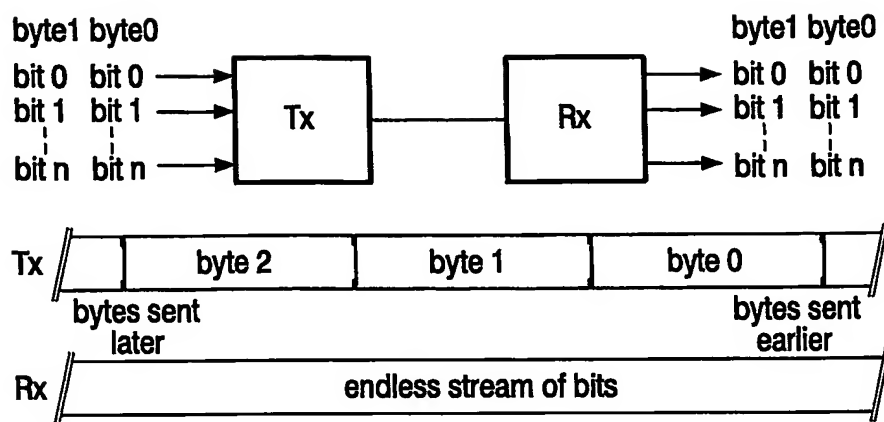 byte1 byte0
bit 0 bit 0
bit 1 bit 1
bit n bit n
Tx
Rx
byte1 byte0
bit 0 bit 0
bit 1 bit 1
bit n bit n
Tx
byte 2 byte 1 byte 0
bytes sent
later
bytes sent
earlier
Rx
endless stream of bits